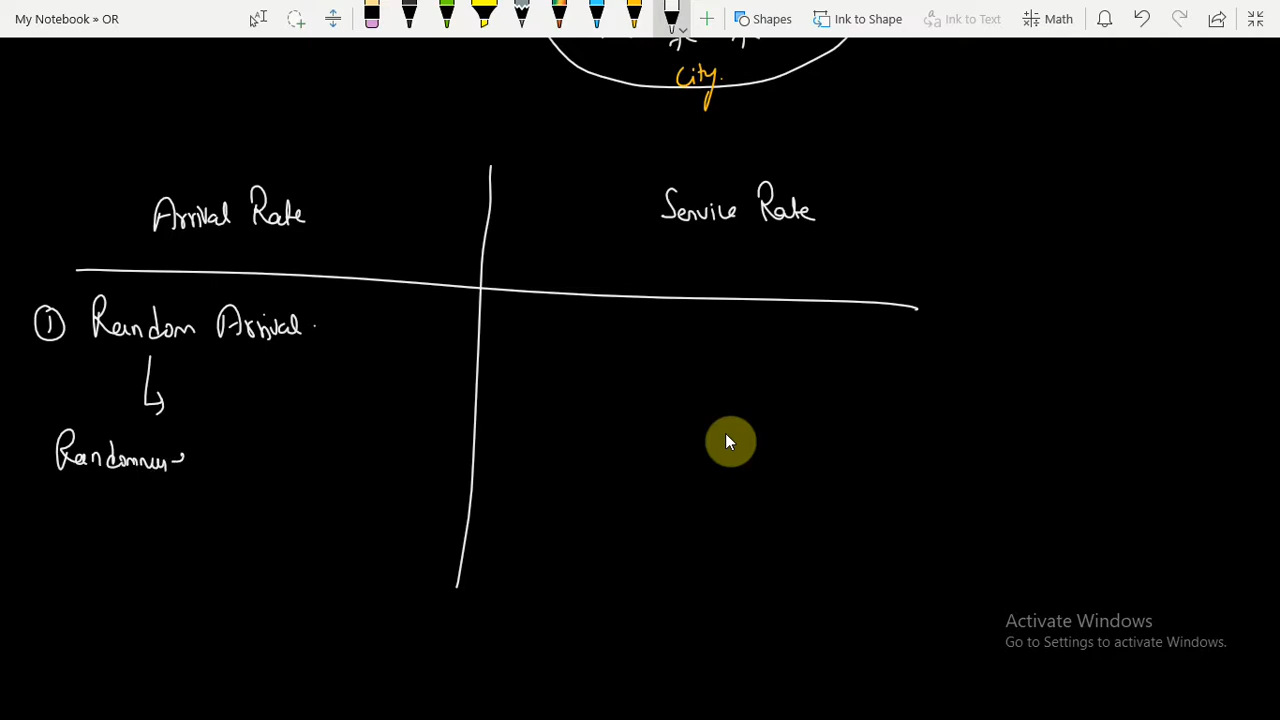 My Notebook » OR
Shapes
Ink to Shape
Ink to Text
Math
City.
Arrival Rate
Service Rate
① Random Arrival.
Randomness
Activate Windows
Go to Settings to activate Windows.